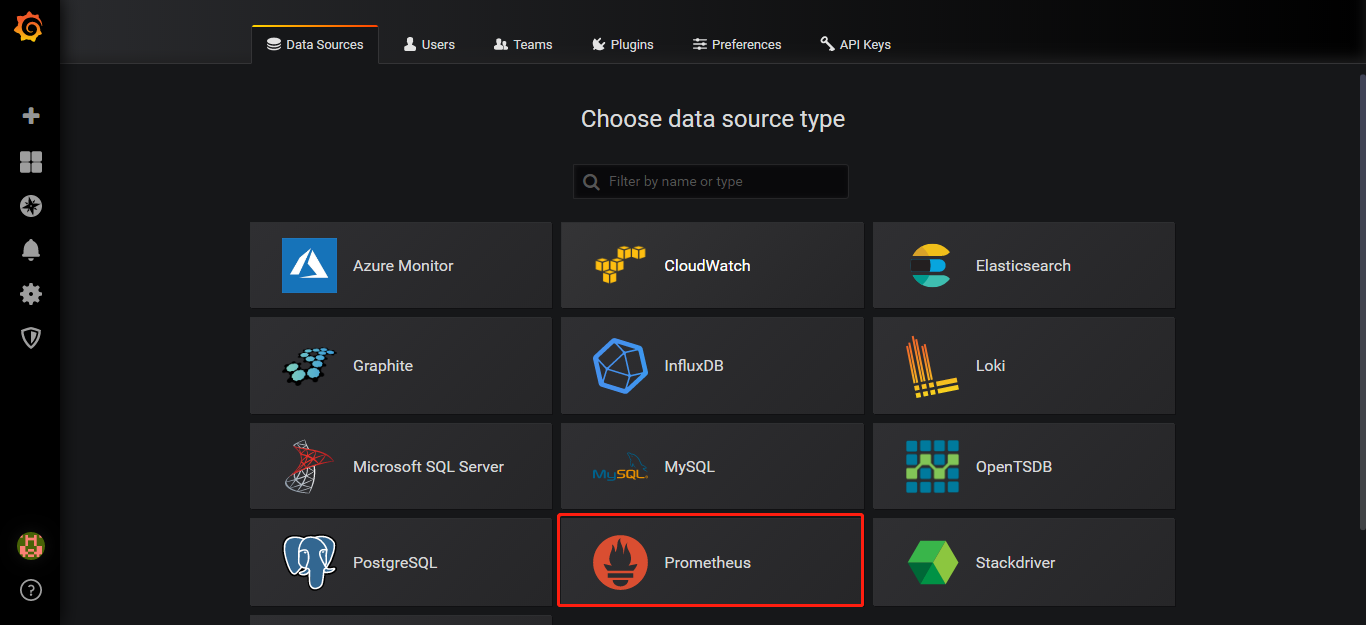 Data Sources
Users
Teams
Plugins
Preferences
API Keys
Choose data source type
Filter by name or type
Azure Monitor
CloudWatch
Elasticsearch
Graphite
InfluxDB
Loki
Microsoft SQL Server
MySQL
MySQL
OpenTSDB
PostgreSQL
Prometheus
Stackdriver
?